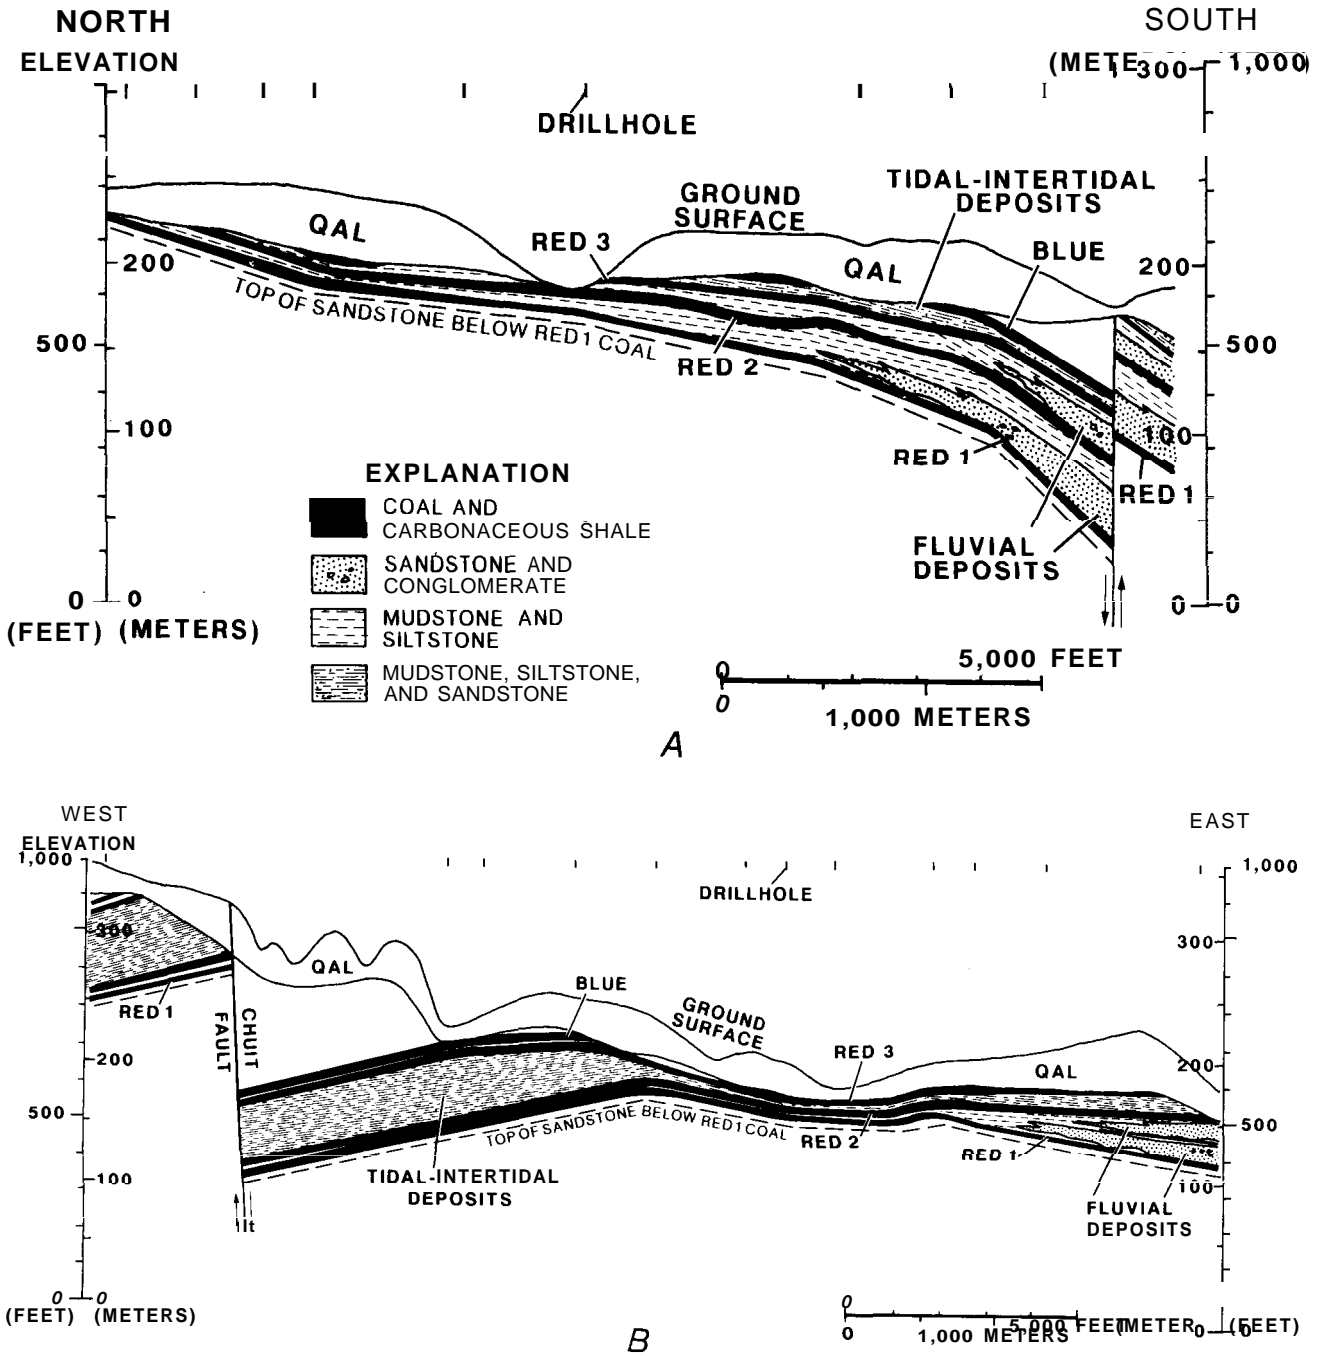 NORTH
SOUTH
ELEVATION
(METE
300
1,000)
DRILLHOLE
TIDAL-INTERTIDAL
DEPOSITS
GROUND
SURFACE
QAL
RED 3
BLUE
QAL
200
200
TOP OF SANDSTONE BELOW RED 1 COAL
500
500
RED 2
100
100
RED 1
RED 1
EXPLANATION
COAL AND
CARBONACEOUS SHALE
SANDSTONE AND
CONGLOMERATE
MUDSTONE AND
SILTSTONE
MUDSTONE, SILTSTONE,
AND SANDSTONE
FLUVIAL
DEPOSITS
0 0
0 0
(FEET) (METERS)
0 5,000 FEET
0 1,000 METERS
A
WEST
EAST
ELEVATION
1,000
1,000
DRILLHOLE
300
300
QAL
BLUE
RED 1
CHUIT
FAULT
GROUND
SURFACE
RED 3
QAL
200
200
500
500
TOP OF SANDSTONE BELOW RED 1 COAL
RED 2
RED 1
100
100
TIDAL-INTERTIDAL
DEPOSITS
FLUVIAL
DEPOSITS
0 0
(FEET) (METERS)
0 5,000 FEET
0 1,000 METERS
(METER
0 0
(FEET)
B